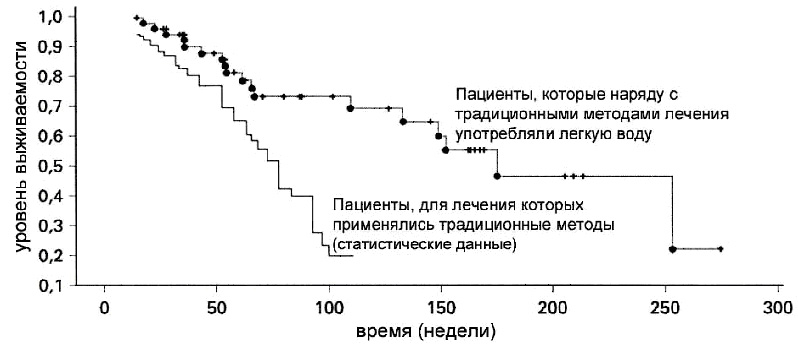 1,0
0,9
0,8
0,7
0,6
0,5
0,4
0,3
0,2
0,1
уровень выживаемости
Пациенты, которые наряду с
традиционными методами лечения
употребляли легкую воду
Пациенты, для лечения которых
применялись традиционные методы
(статистические данные)
0 50 100 150 200 250 300
время (недели)